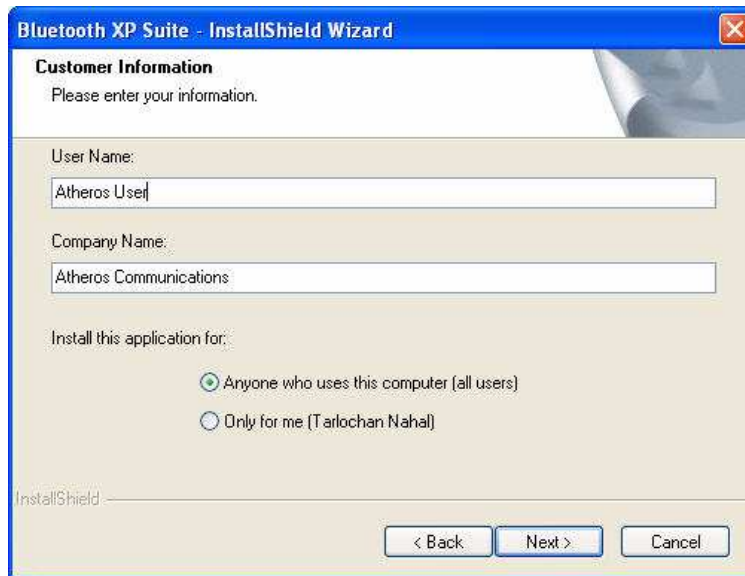 Bluetooth XP Suite - InstallShield Wizard
Customer Information
Please enter your information.
User Name:
Atheros User
Company Name:
Atheros Communications
Install this application for:
Anyone who uses this computer (all users)
Only for me (Tarlochan Nahal)
InstallShield
< Back Next > Cancel